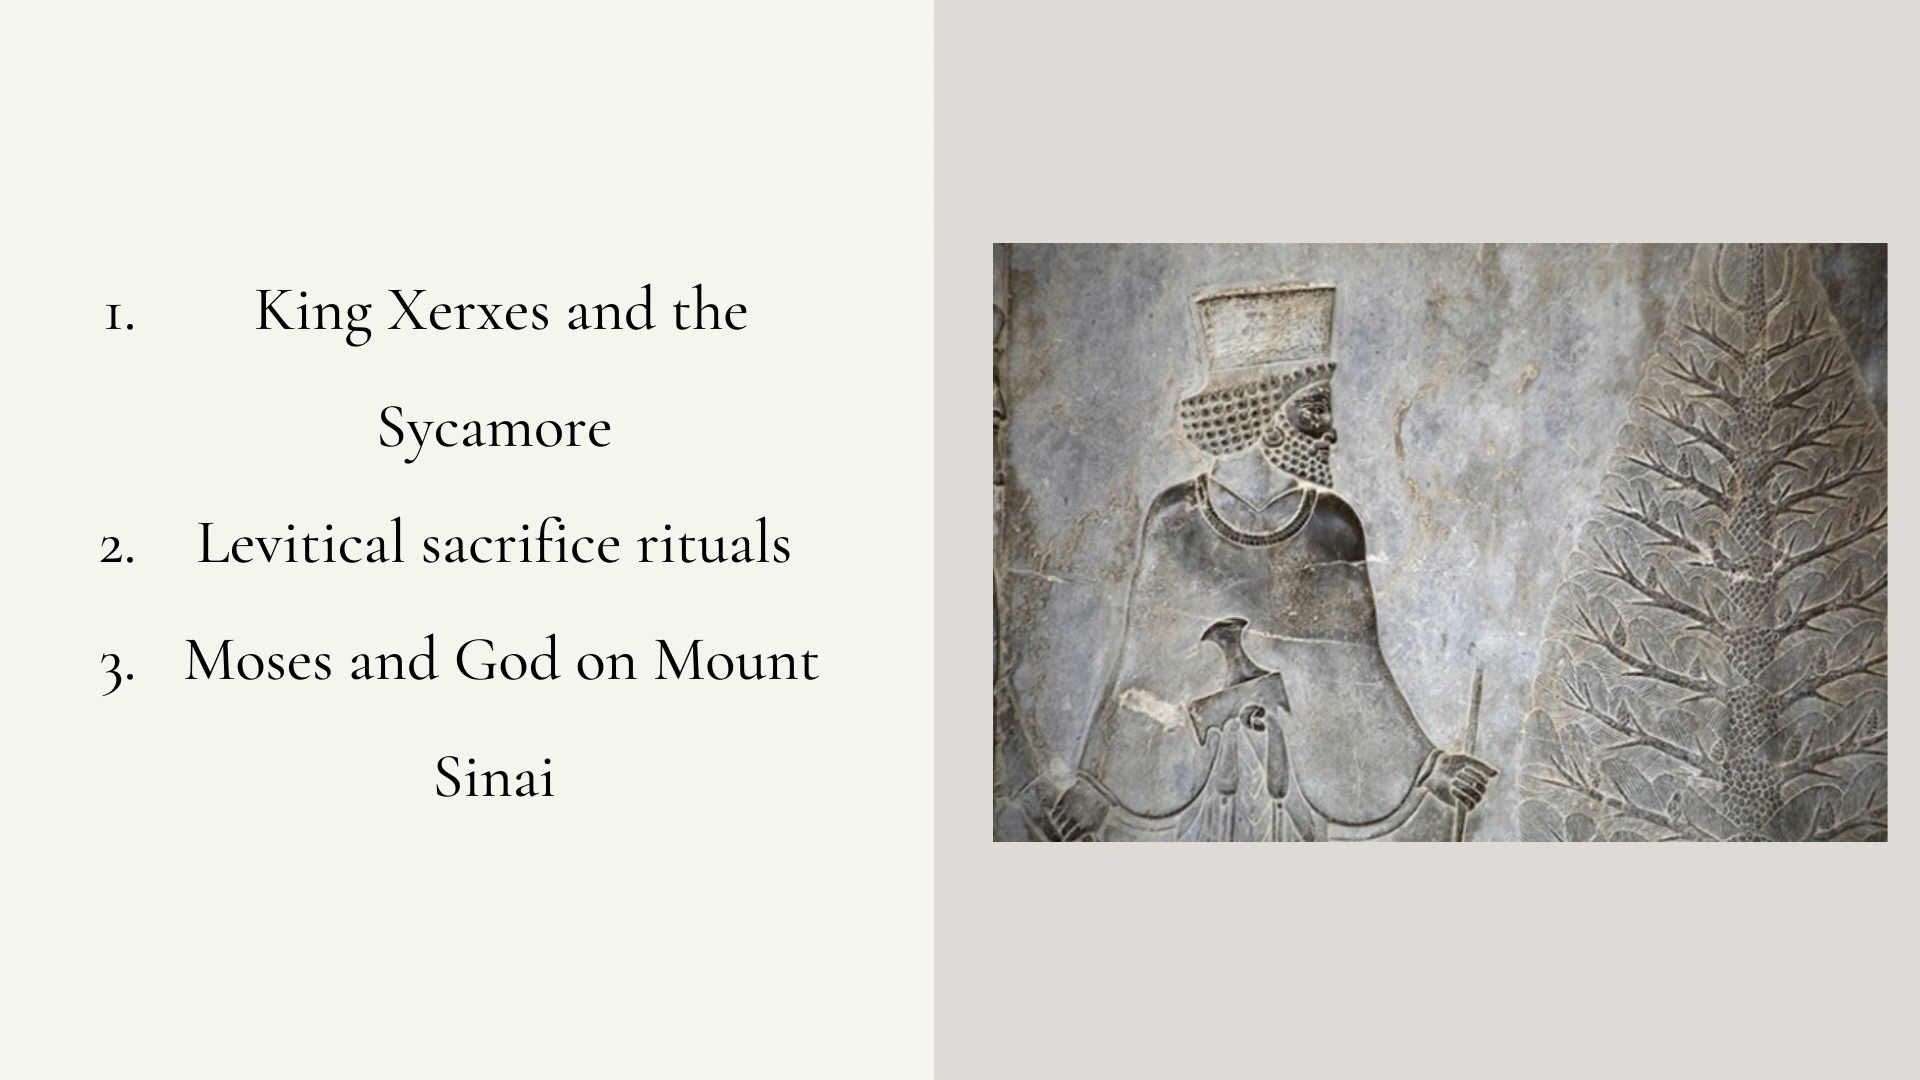 1. King Xerxes and the
Sycamore
2. Levitical sacrifice rituals
3. Moses and God on Mount
Sinai